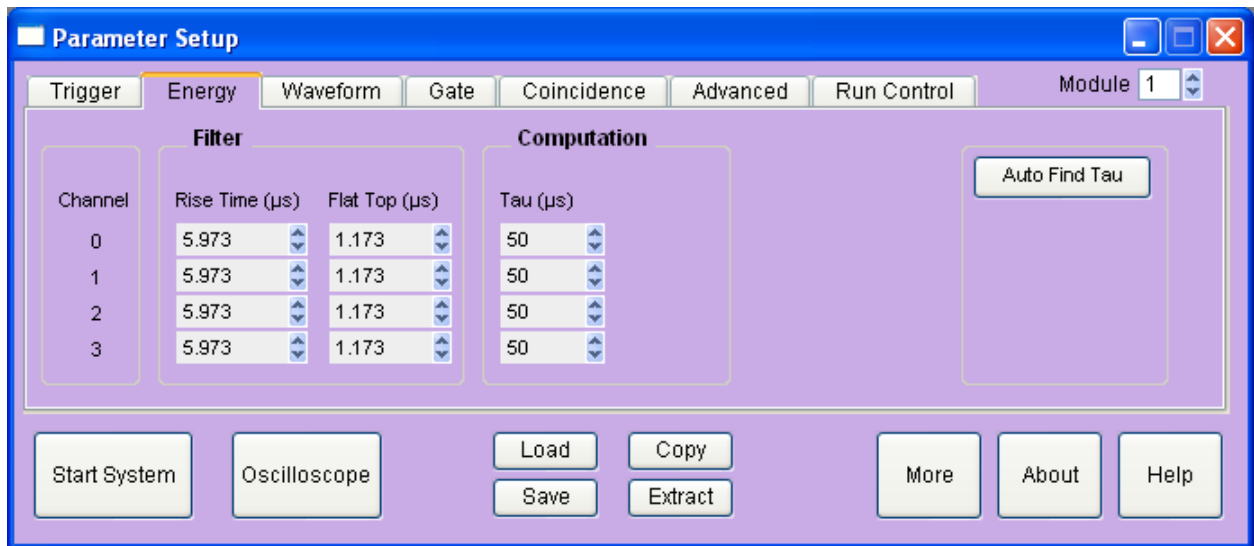 Parameter Setup
Trigger Energy Waveform Gate Coincidence Advanced Run Control Module 1
Filter Computation
Auto Find Tau
Channel Rise Time (µs) Flat Top (µs) Tau (µs)
0 5.973 1.173 50
1 5.973 1.173 50
2 5.973 1.173 50
3 5.973 1.173 50
Start System Oscilloscope Load Copy More About Help
Save Extract